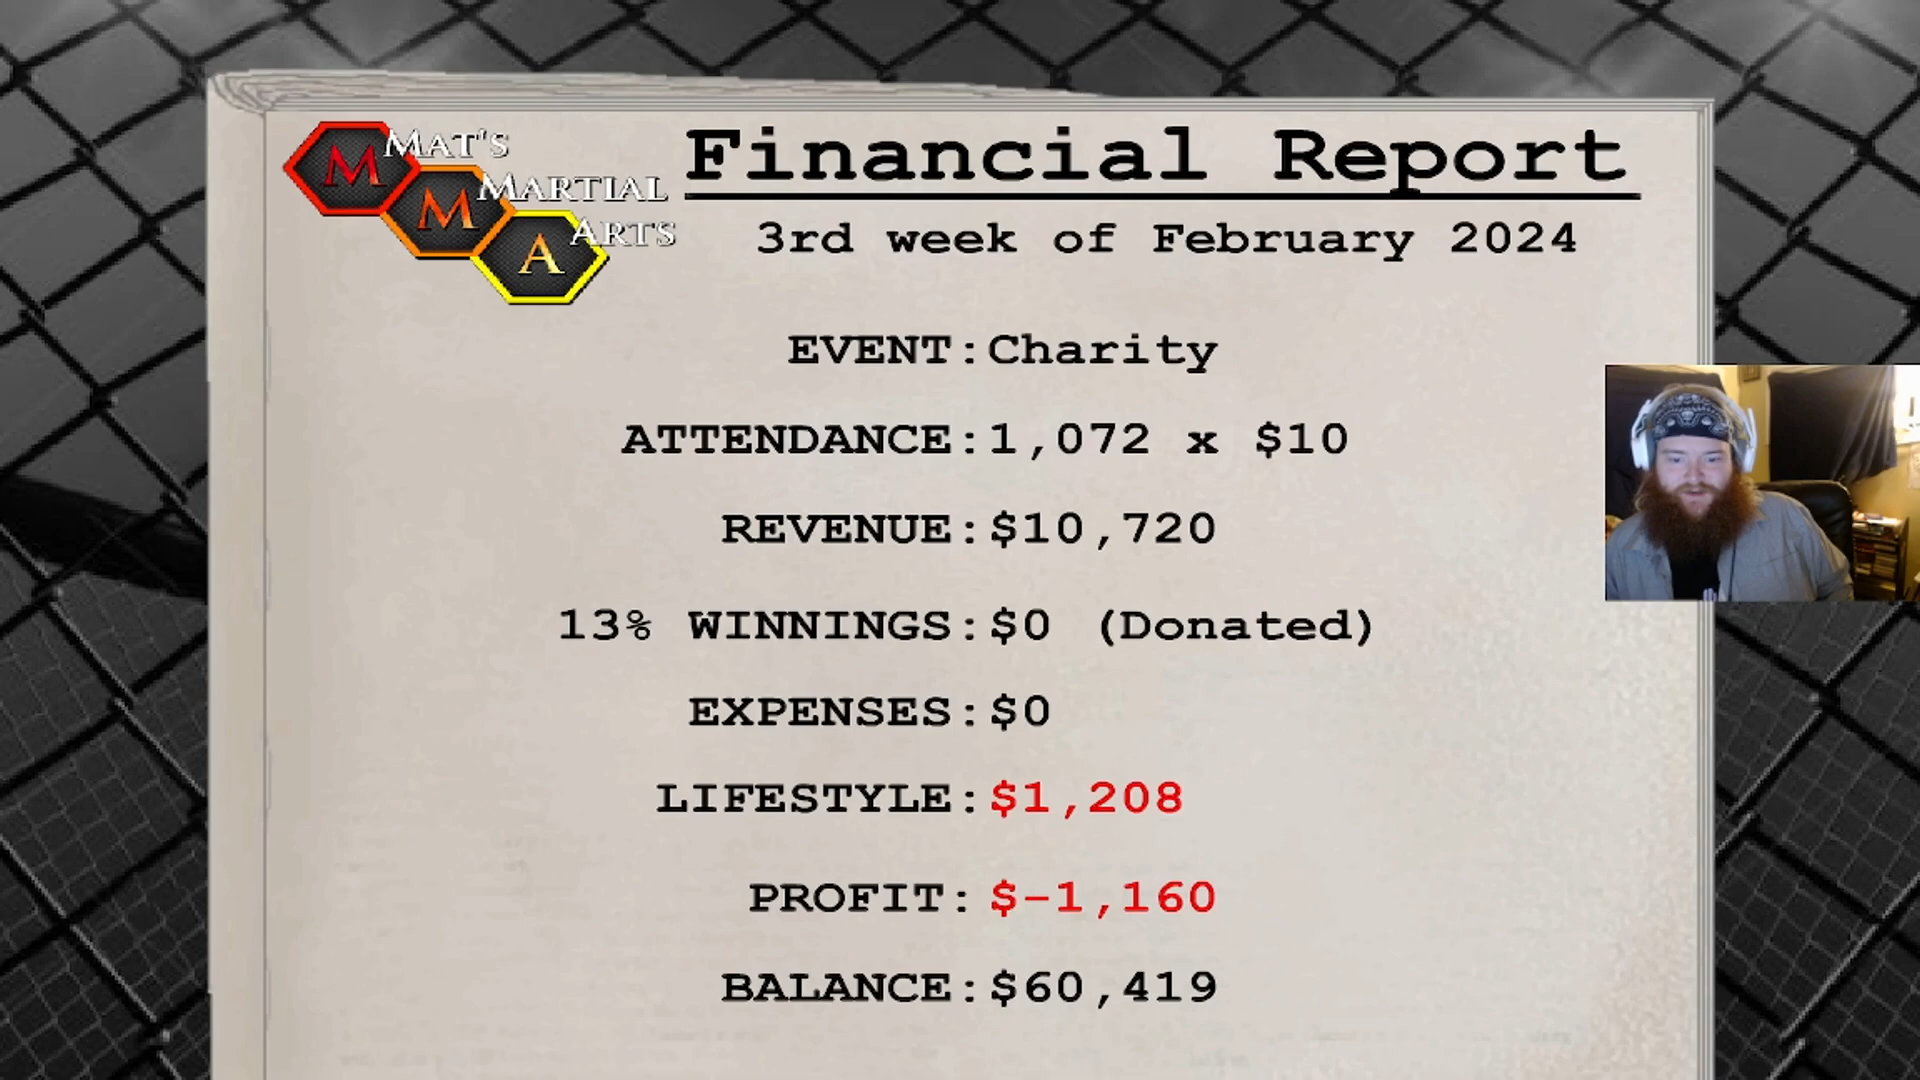 M MAT'S
M MARTIAL
A ARTS
Financial Report
3rd week of February 2024
EVENT: Charity
ATTENDANCE: 1,072 x $10
REVENUE: $10,720
13% WINNINGS: $0 (Donated)
EXPENSES: $0
LIFESTYLE: $1,208
PROFIT: $-1,160
BALANCE: $60,419